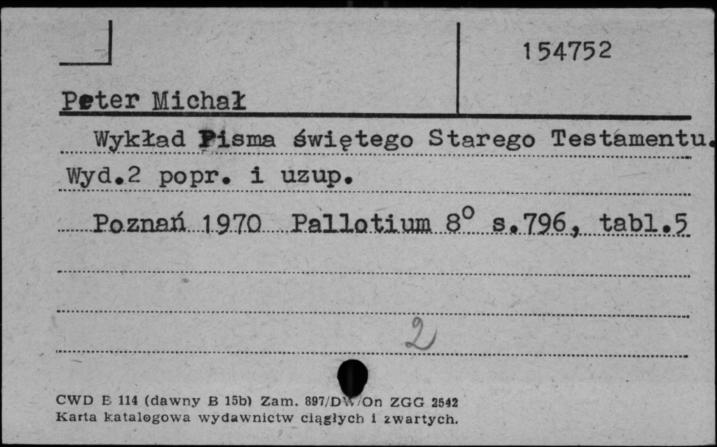 154752
Peter Michał
Wykład Pisma świętego Starego Testamentu.
Wyd.2 popr. i uzup.
Poznań 1970 Pallotium 8° s.796, tabl.5
2
CWD B 114 (dawny B 15b) Zam. 897/DW/On ZGG 2542
Karta katalogowa wydawnictw ciągłych i zwartych.